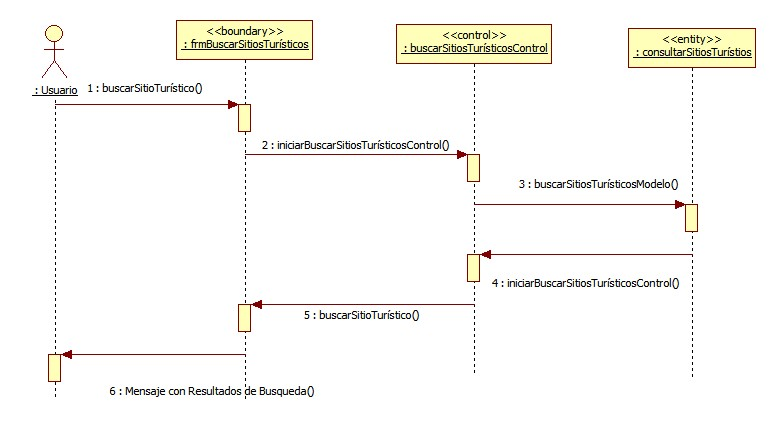 <<boundary>>
: frmBuscarSitiosTurísticos
<<control>>
: buscarSitiosTurísticosControl
<<entity>>
: consultarSitiosTurístios
: Usuario
1 : buscarSitioTurístico()
2 : iniciarBuscarSitiosTurísticosControl()
3 : buscarSitiosTurísticosModelo()
4 : iniciarBuscarSitiosTurísticosControl()
5 : buscarSitioTurístico()
6 : Mensaje con Resultados de Busqueda()